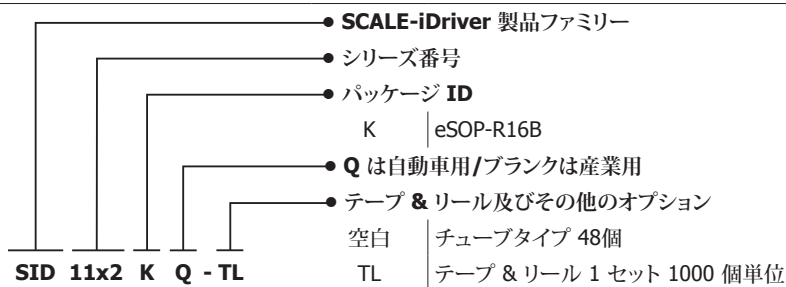 SCALE-iDriver 製品ファミリー
シリーズ番号
パッケージ ID
K eSOP-R16B
Q は自動車用/ブランクは産業用
テープ & リール及びその他のオプション
空白 チューブタイプ 48個
TL テープ & リール 1 セット 1000 個単位
SID 11x2 K Q - TL